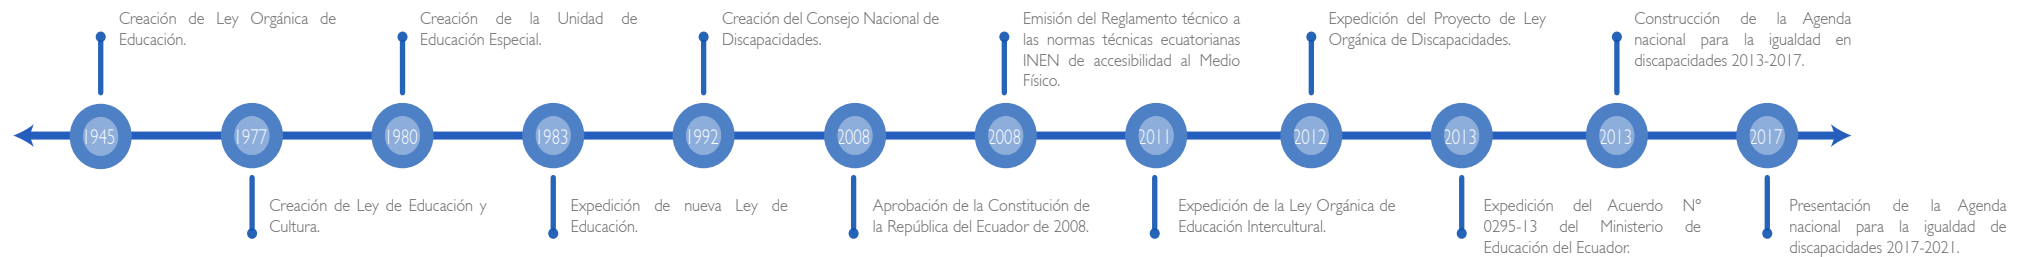 Creación de Ley Orgánica de
Educación.
Creación de la Unidad de
Educación Especial.
Creación del Consejo Nacional de
Discapacidades.
Emisión del Reglamento técnico a
las normas técnicas ecuatorianas
INEN de accesibilidad al Medio
Físico.
Expedición del Proyecto de Ley
Orgánica de Discapacidades.
Construcción de la Agenda
nacional para la igualdad en
discapacidades 2013-2017.
1945
1977
1980
1983
1992
2008
2008
2011
2012
2013
2013
2017
Creación de Ley de Educación y
Cultura.
Expedición de nueva Ley de
Educación.
Aprobación de la Constitución de
la República del Ecuador de 2008.
Expedición de la Ley Orgánica de
Educación Intercultural.
Expedición del Acuerdo Nº
0295-13 del Ministerio de
Educación del Ecuador.
Presentación de la Agenda
nacional para la igualdad de
discapacidades 2017-2021.